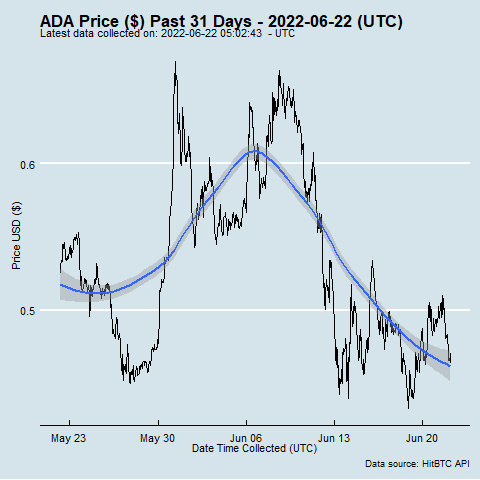 ADA Price ($) Past 31 Days - 2022-06-22 (UTC)
Latest data collected on: 2022-06-22 05:02:43  - UTC
Price USD ($)
0.6
0.5
May 23 May 30 Jun 06 Jun 13 Jun 20
Date Time Collected (UTC)
Data source: HitBTC API